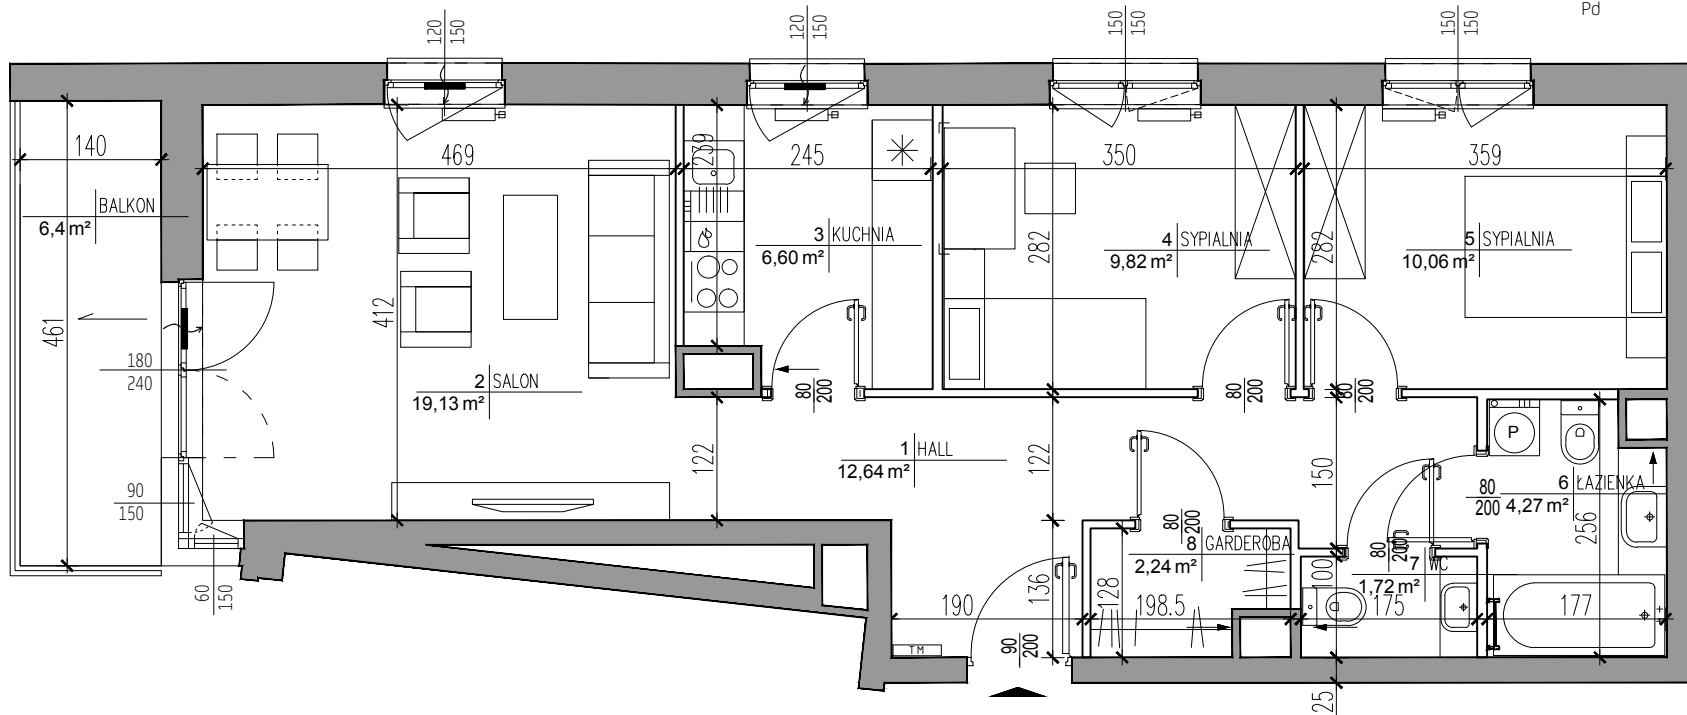 Pd
120
150
120
150
150
150
150
150
140
469
239
245
350
359
BALKON
6,4 m²
3 KUCHNIA
6,60 m²
4 SYPIALNIA
9,82 m²
5 SYPIALNIA
10,06 m²
282
282
461
412
180
240
2 SALON
19,13 m²
80
200
80
200
80
200
122
1 HALL
12,64 m²
122
150
P
6 ŁAZIENKA
4,27 m²
80
200
90
150
80
200
8 GARDEROBA
2,24 m²
80
200
7 WC
1,72 m²
256
60
150
136
128
100
190
198.5
175
177
TM
90
200
25